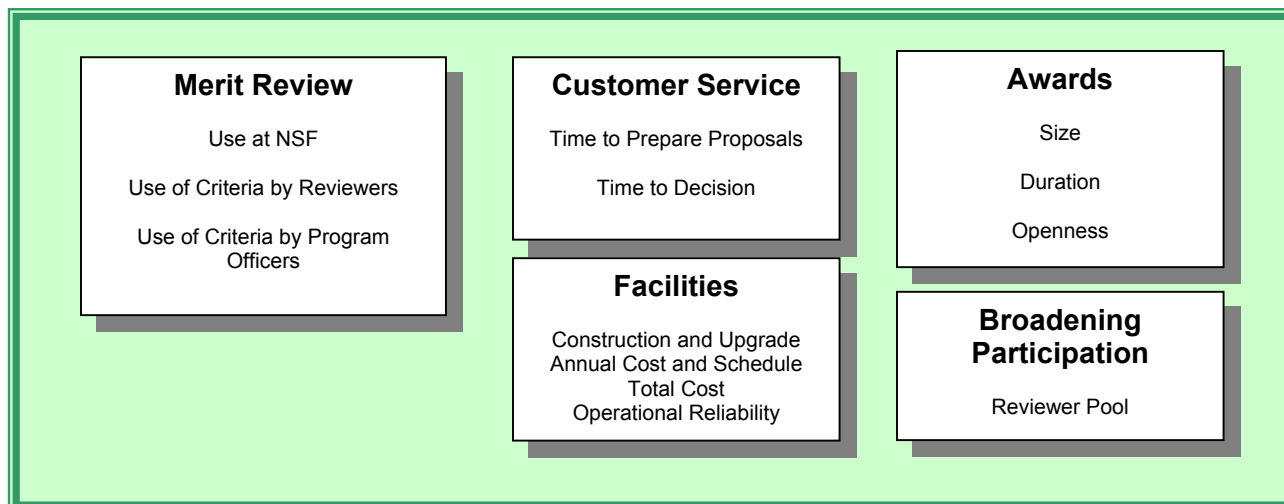 Merit Review
Use at NSF
Use of Criteria by Reviewers
Use of Criteria by Program
Officers
Customer Service
Time to Prepare Proposals
Time to Decision
Facilities
Construction and Upgrade
Annual Cost and Schedule
Total Cost
Operational Reliability
Awards
Size
Duration
Openness
Broadening
Participation
Reviewer Pool